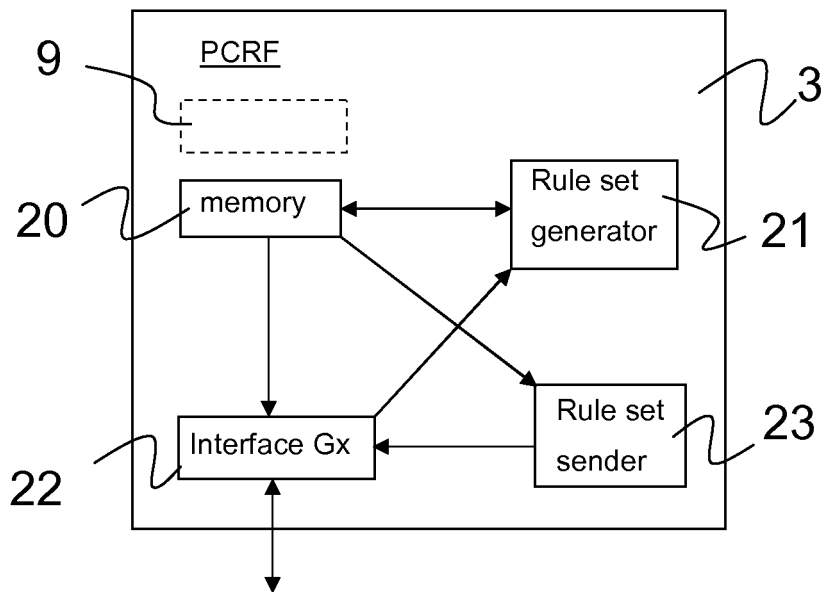 PCRF
9
3
memory
20
Rule set
generator
21
Interface Gx
22
Rule set
sender
23